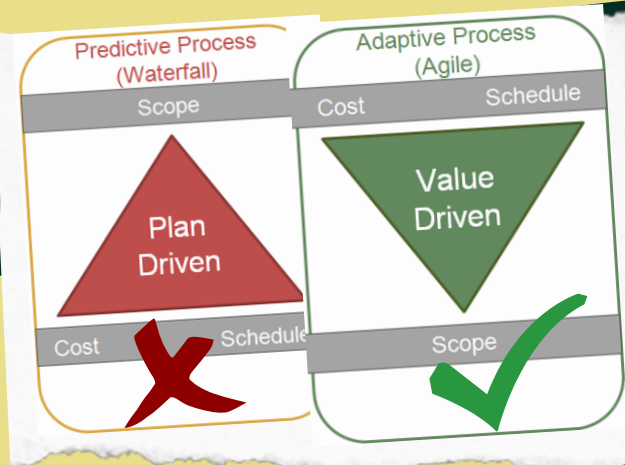 Predictive Process
(Waterfall)
Scope
Plan
Driven
Cost Schedule
Adaptive Process
(Agile)
Cost Schedule
Value
Driven
Scope